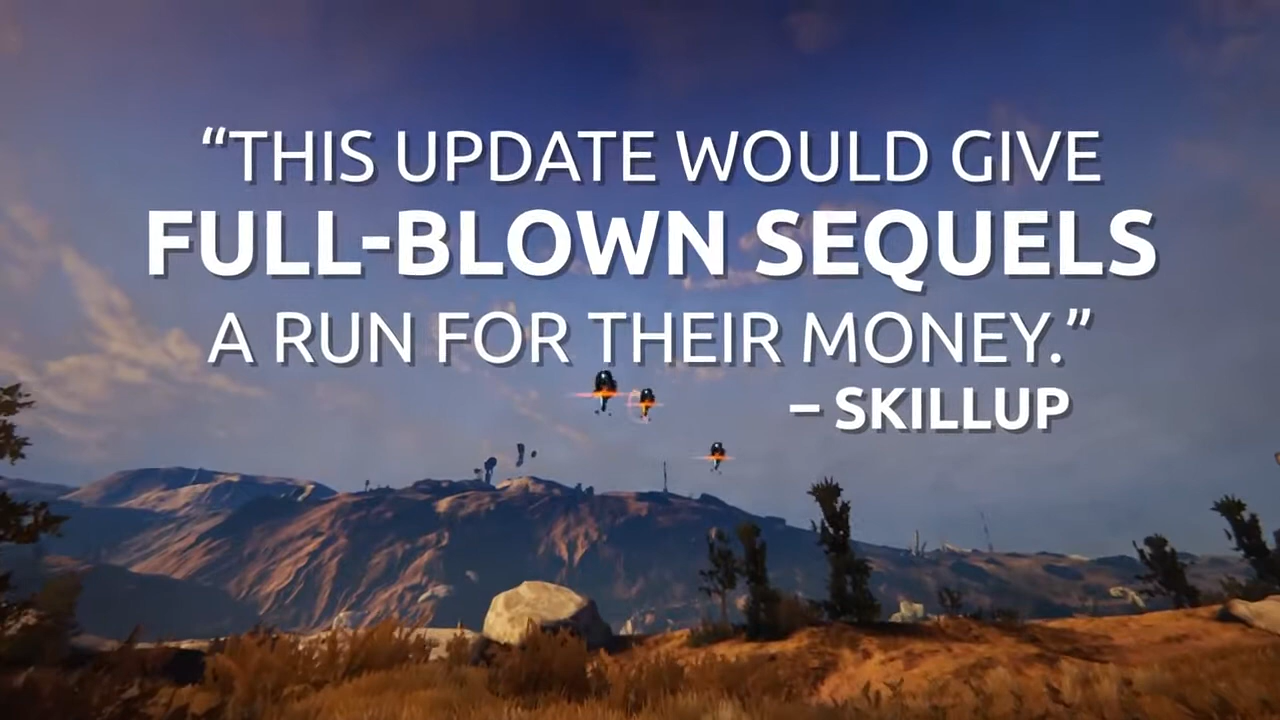 “THIS UPDATE WOULD GIVE
FULL-BLOWN SEQUELS
A RUN FOR THEIR MONEY.”
– SKILLUP